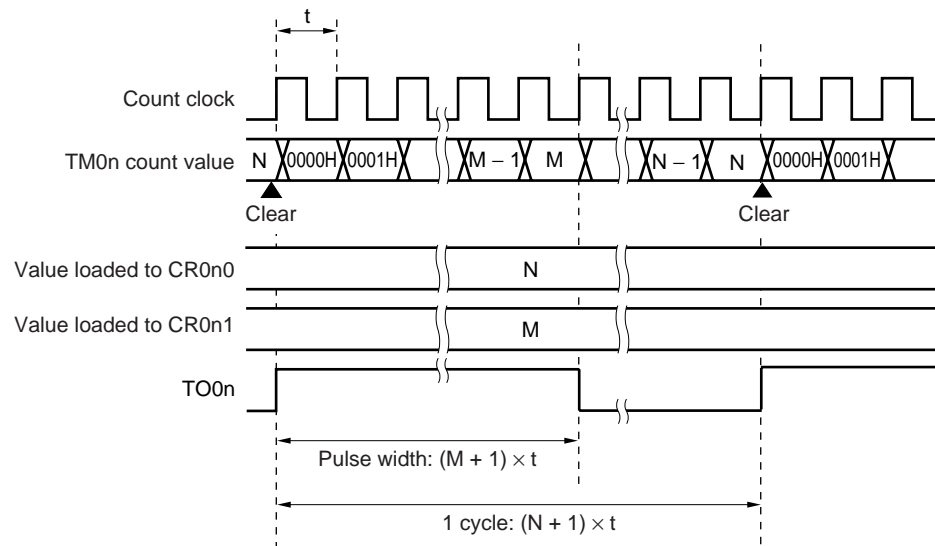 t
Count clock
TM0n count value N 0000H 0001H M – 1 M N – 1 N 0000H 0001H
Clear Clear
Value loaded to CR0n0 N
Value loaded to CR0n1 M
TO0n
Pulse width: (M + 1) × t
1 cycle: (N + 1) × t